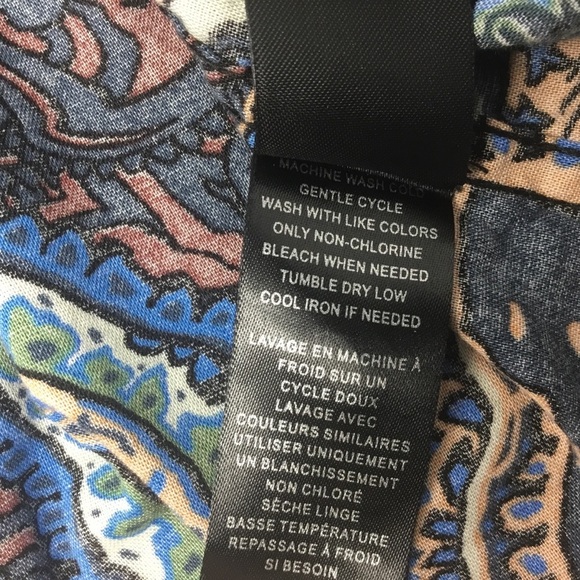 MACHINE WASH COLD
GENTLE CYCLE
WASH WITH LIKE COLORS
ONLY NON-CHLORINE
BLEACH WHEN NEEDED
TUMBLE DRY LOW
COOL IRON IF NEEDED
LAVAGE EN MACHINE À
FROID SUR UN
CYCLE DOUX
LAVAGE AVEC
COULEURS SIMILAIRES
UTILISER UNIQUEMENT
UN BLANCHISSEMENT
NON CHLORÉ
SÈCHE LINGE
BASSE TEMPÉRATURE
REPASSAGE À FROID
SI BESOIN